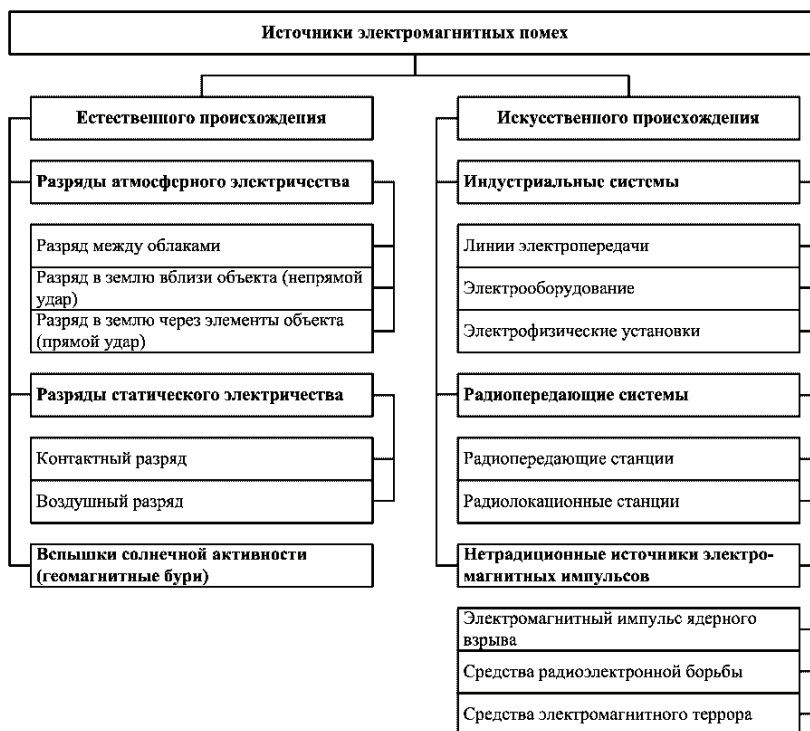 Источники электромагнитных помех
Естественного происхождения
Разряды атмосферного электричества
Разряд между облаками
Разряд в землю вблизи объекта (непрямой
удар)
Разряд в землю через элементы объекта
(прямой удар)
Разряды статического электричества
Контактный разряд
Воздушный разряд
Вспышки солнечной активности
(геомагнитные бури)
Искусственного происхождения
Индустриальные системы
Линии электропередачи
Электрооборудование
Электрофизические установки
Радиопередающие системы
Радиопередающие станции
Радиолокационные станции
Нетрадиционные источники электро-
магнитных импульсов
Электромагнитный импульс ядерного
взрыва
Средства радиоэлектронной борьбы
Средства электромагнитного террора